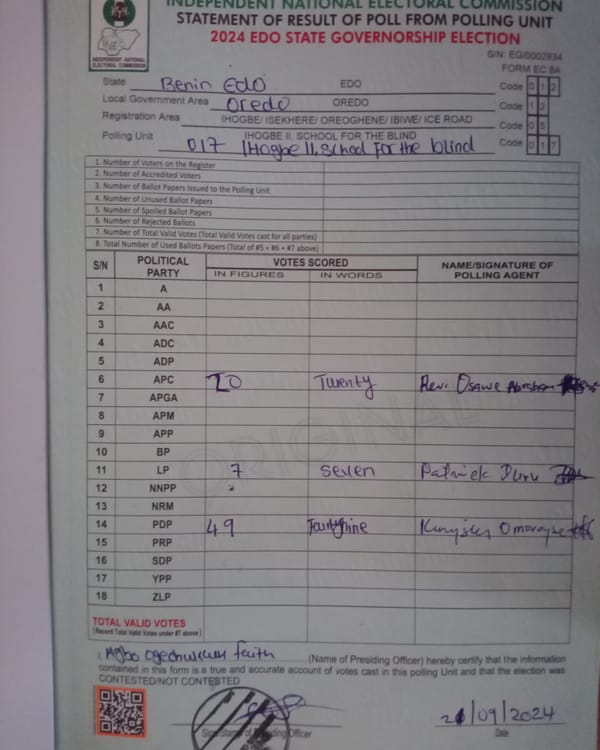 INDEPENDENT NATIONAL ELECTORAL COMMISSION
STATEMENT OF RESULT OF POLL FROM POLLING UNIT
2024 EDO STATE GOVERNORSHIP ELECTION
INEC
INDEPENDENT NATIONAL
ELECTORAL COMMISSION
S/N: EG/0002934
FORM EC 8A
State Benin Edo EDO Code 0 1 2
Local Government Area Oredo OREDO Code 1 2
Registration Area IHOGBE/ ISEKHERE/ OREOGHENE/ IBIWE/ ICE ROAD Code 0 5
IHOGBE II, SCHOOL FOR THE BLIND
Polling Unit 017 IHogbe II, School For the blind Code 0 1 7
1. Number of Voters on the Register
2. Number of Accredited Voters
3. Number of Ballot Papers Issued to the Polling Unit
4. Number of Unused Ballot Papers
5. Number of Spoiled Ballot Papers
6. Number of Rejected Ballots
7. Number of Total Valid Votes (Total Valid Votes cast for all parties)
8. Total Number of Used Ballots Papers (Total of #5 + #6 + #7 above)
S/N POLITICAL PARTY VOTES SCORED NAME/SIGNATURE OF POLLING AGENT
IN FIGURES IN WORDS
1 A
2 AA
3 AAC
4 ADC
5 ADP
6 APC 20 Twenty Rev. Osawe Abraham
7 APGA
8 APM
9 APP
10 BP
11 LP 7 Seven Patrick Duru
12 NNPP
13 NRM
14 PDP 49 Fourtynine
15 PRP
16 SDP
17 YPP
18 ZLP
ORIGINAL
TOTAL VALID VOTES
(Record Total Valid Votes under #7 above)
I, Faith (Name of Presiding Officer) hereby certify that the information
contained in this form is a true and accurate account of votes cast in this polling Unit and that the election was
CONTESTED/NOT CONTESTED
21/09/2024
Sign/Stamp of Presiding Officer Date